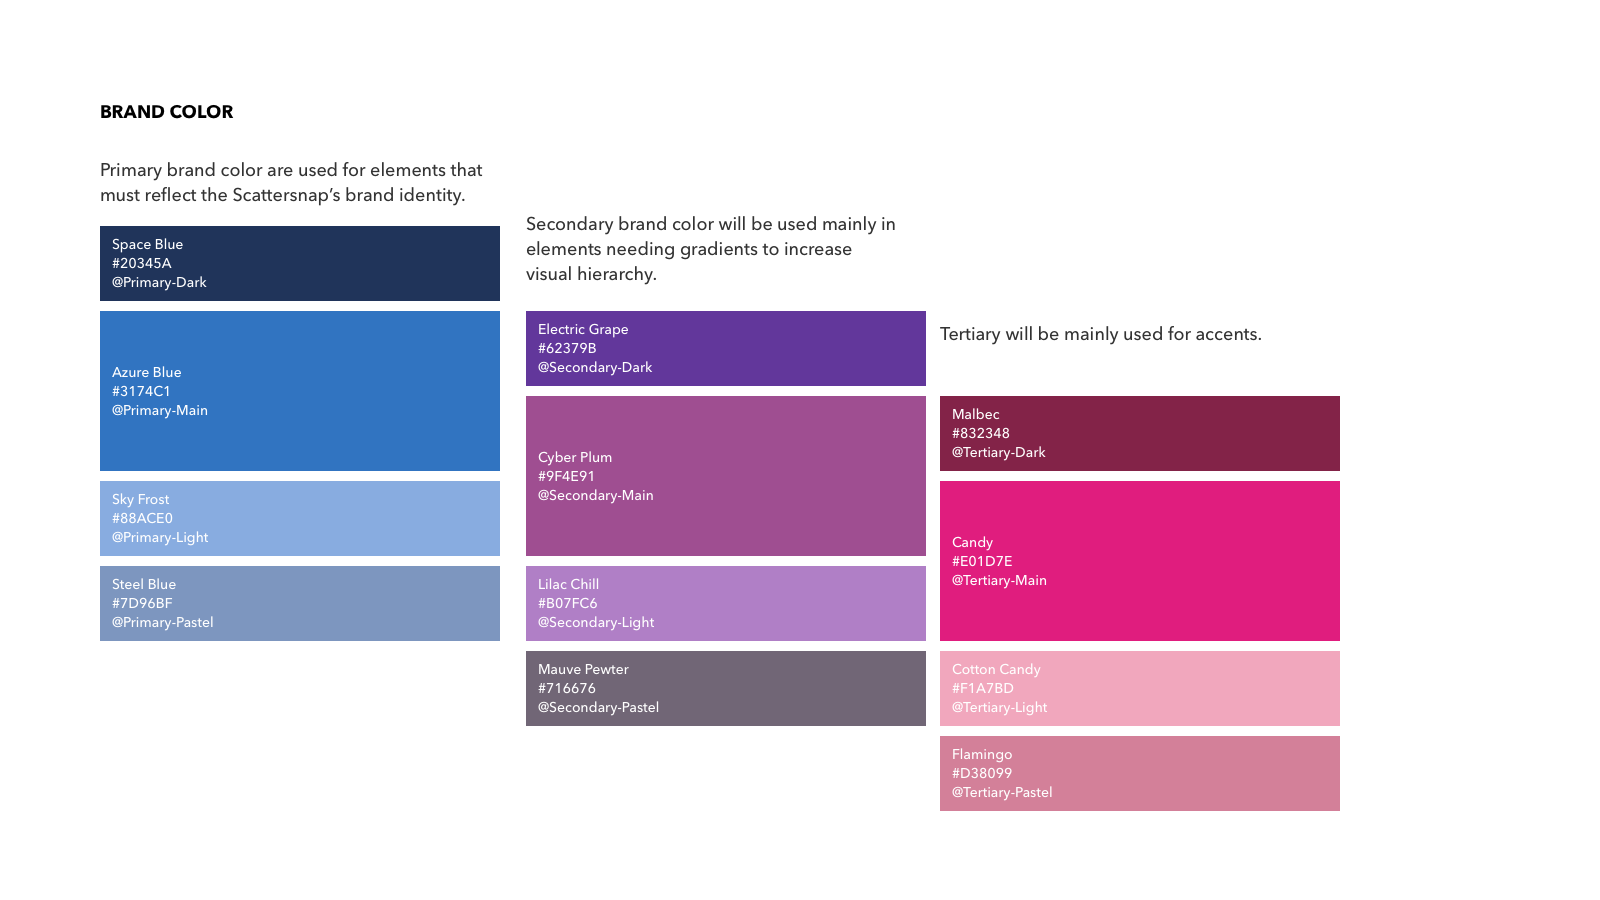 BRAND COLOR
Primary brand color are used for elements that
must reflect the Scattersnap’s brand identity.
Space Blue
#20345A
@Primary-Dark
Azure Blue
#3174C1
@Primary-Main
Sky Frost
#88ACE0
@Primary-Light
Steel Blue
#7D96BF
@Primary-Pastel
Secondary brand color will be used mainly in
elements needing gradients to increase
visual hierarchy.
Electric Grape
#62379B
@Secondary-Dark
Cyber Plum
#9F4E91
@Secondary-Main
Lilac Chill
#B07FC6
@Secondary-Light
Mauve Pewter
#716676
@Secondary-Pastel
Tertiary will be mainly used for accents.
Malbec
#832348
@Tertiary-Dark
Candy
#E01D7E
@Tertiary-Main
Cotton Candy
#F1A7BD
@Tertiary-Light
Flamingo
#D38099
@Tertiary-Pastel